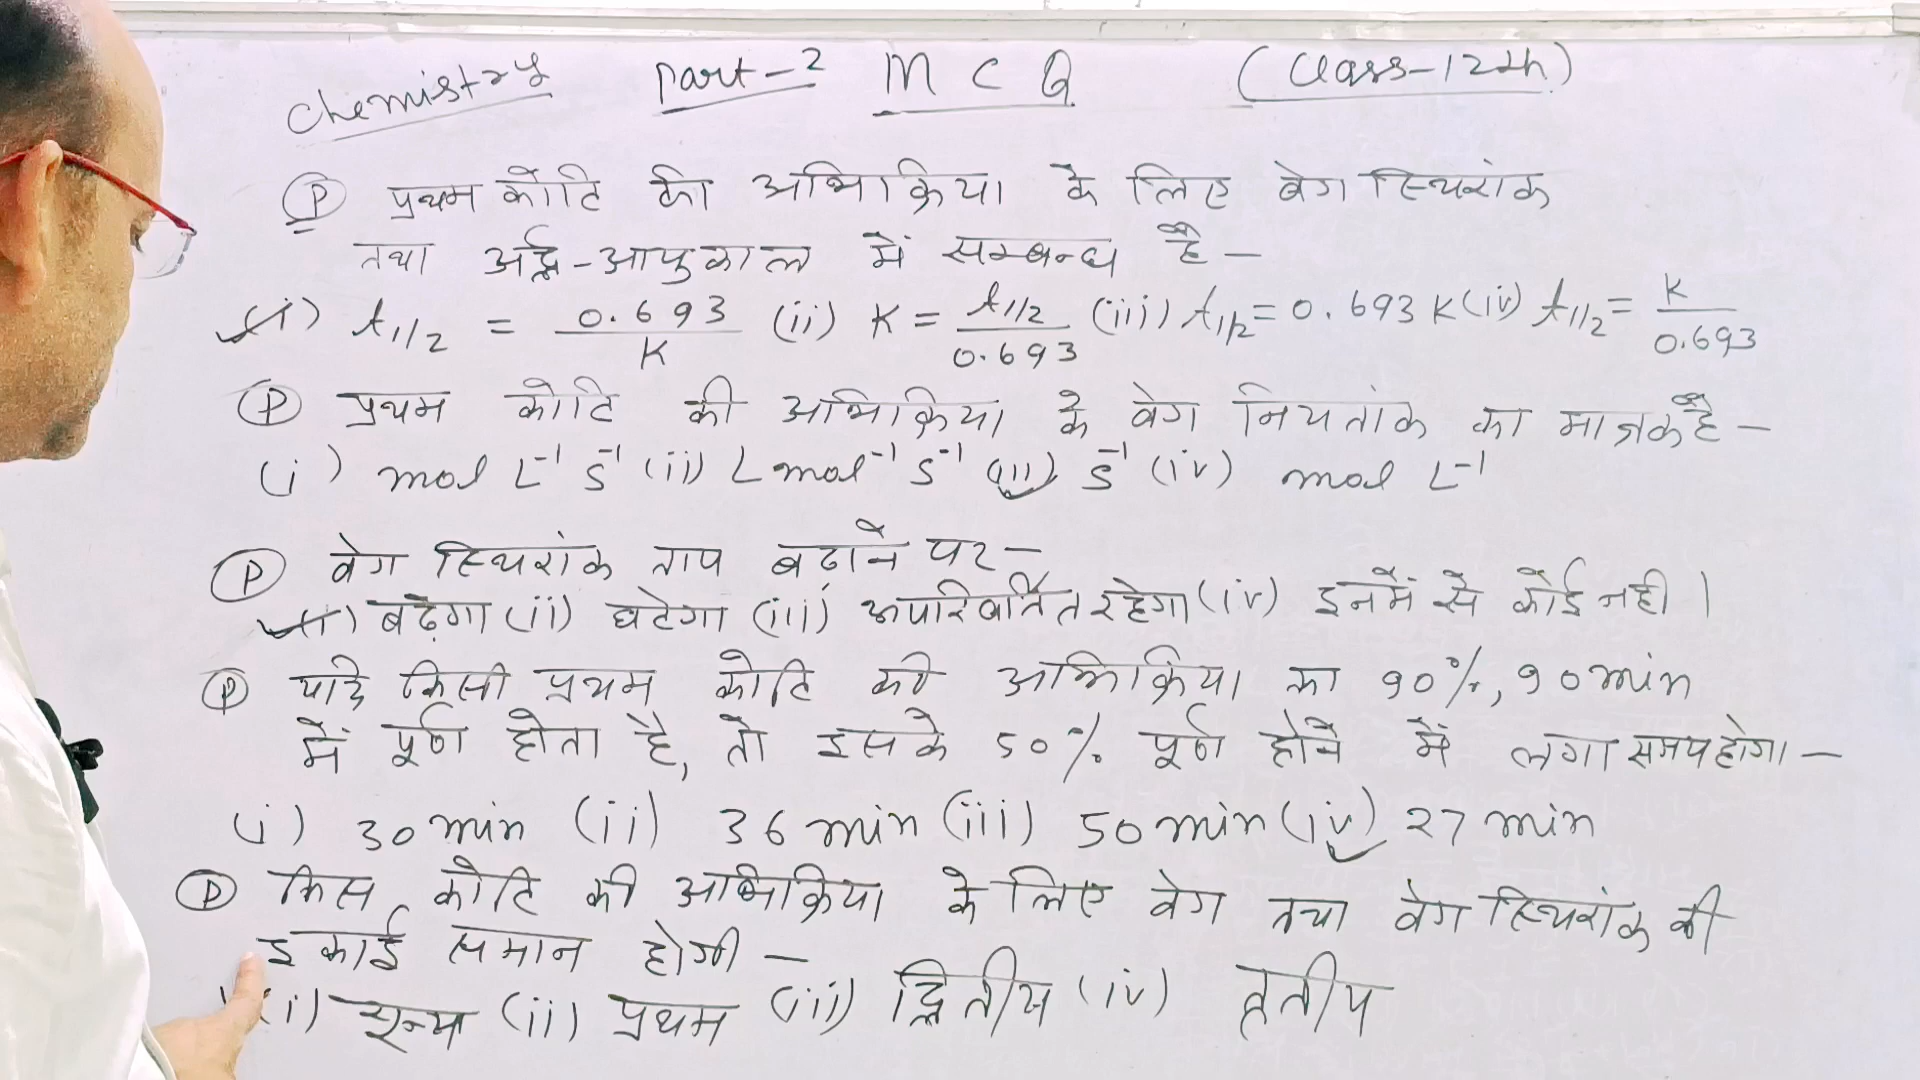 Chemistry Part-2 M C Q (Class-12th)
(P) प्रथम कोटि की अभिक्रिया के लिए वेग स्थिरांक
तथा अर्द्ध-आयुकाल में सम्बन्ध है -
(i) t1/2 = 0.693/K (ii) K = t1/2/0.693 (iii) t1/2 = 0.693 K (iv) t1/2 = K/0.693
(P) प्रथम कोटि की अभिक्रिया के वेग नियतांक का मात्रक है -
(i) mol L⁻¹ S⁻¹ (ii) L mol⁻¹ S⁻¹ (iii) S⁻¹ (iv) mol L⁻¹
(P) वेग स्थिरांक ताप बढ़ाने पर -
(i) बढ़ेगा (ii) घटेगा (iii) अपरिवर्तित रहेगा (iv) इनमें से कोई नही।
(P) यदि किसी प्रथम कोटि की अभिक्रिया का 90%, 90 min
में पूर्ण होता है, तो इसके 50% पूर्ण होने में लगा समय होगा -
(i) 30 min (ii) 36 min (iii) 50 min (iv) 27 min
(P) किस कोटि की अभिक्रिया के लिए वेग तथा वेग स्थिरांक की
इकाई समान होगी -
(i) शून्य (ii) प्रथम (iii) द्वितीय (iv) तृतीय